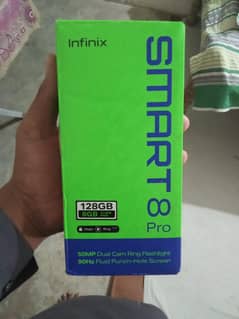 Infinix
SMART 8
Pro
128GB
8GB
50MP Dual Cam Ring Flashlight
90Hz Fluid Punch-Hole Screen